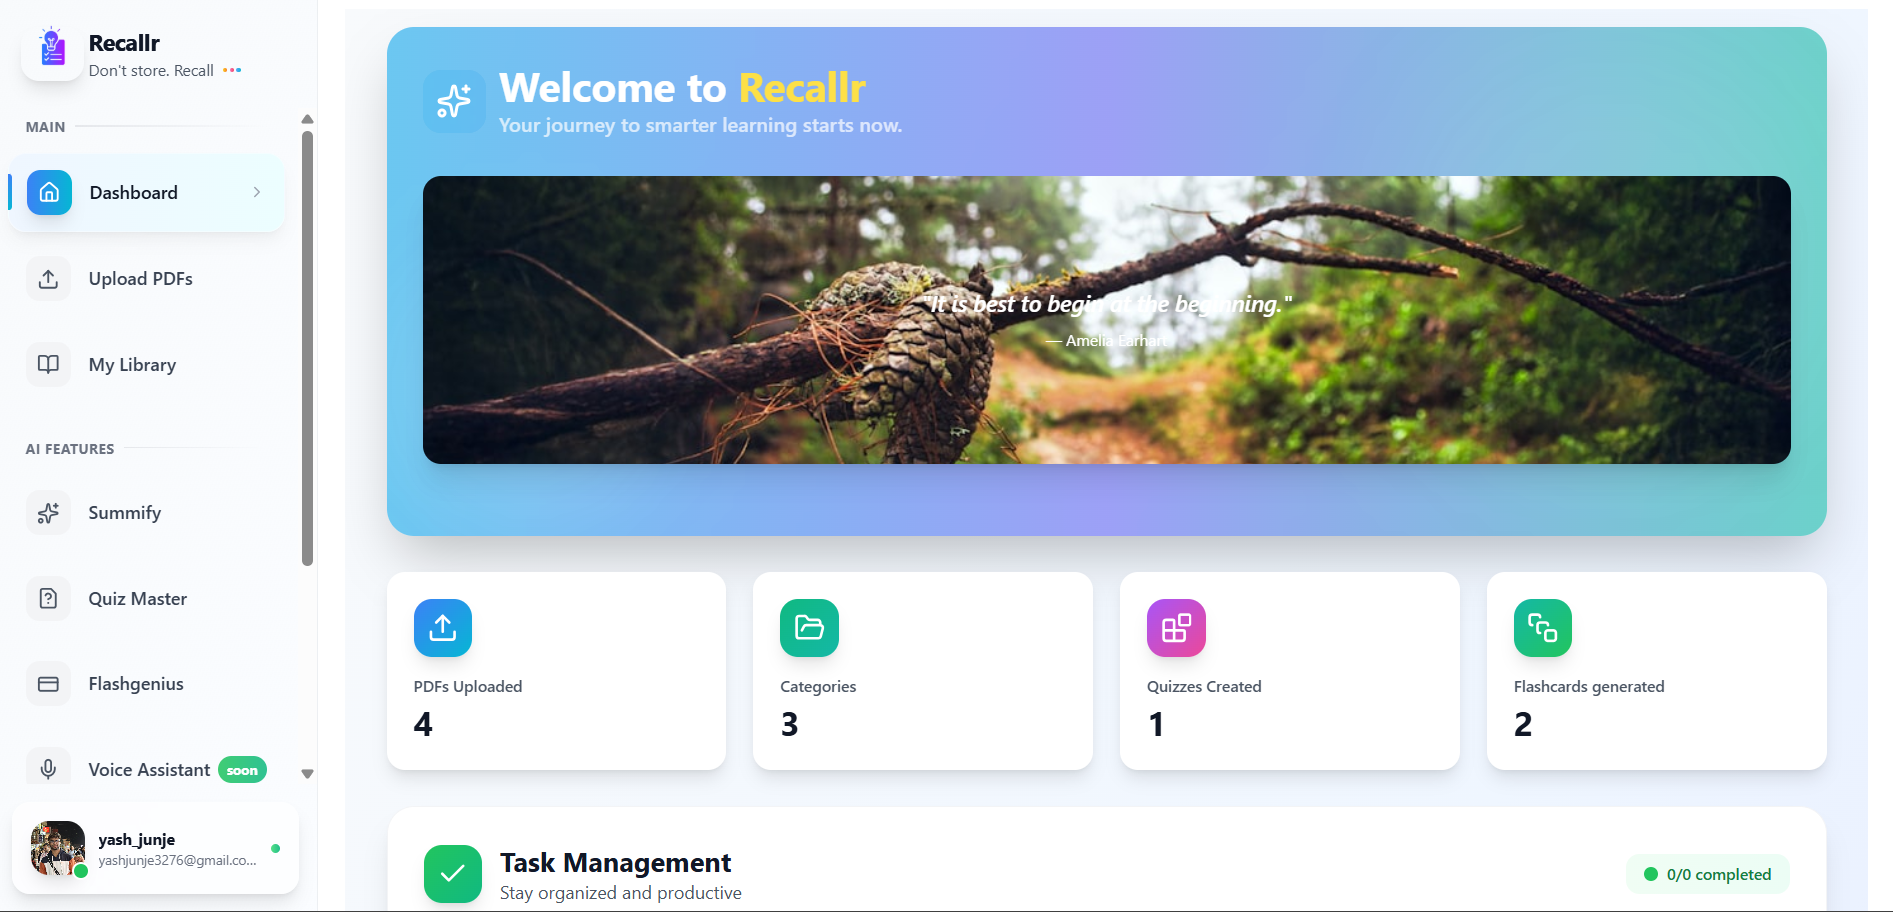 Recallr
Don't store. Recall
MAIN
Dashboard
Upload PDFs
My Library
AI FEATURES
Summify
Quiz Master
Flashgenius
Voice Assistant soon
yash_junje
yashjunje3276@gmail.co...
Welcome to Recallr
Your journey to smarter learning starts now.
"It is best to begin at the beginning."
— Amelia Earhart
PDFs Uploaded
4
Categories
3
Quizzes Created
1
Flashcards generated
2
Task Management
Stay organized and productive
0/0 completed